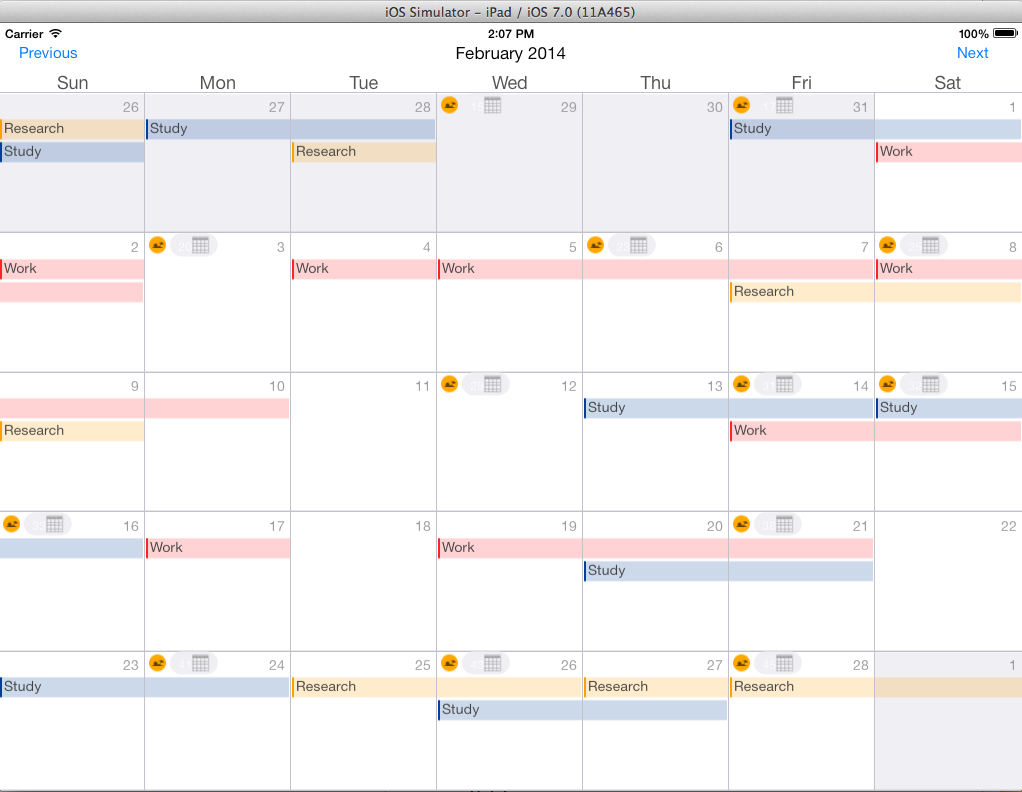 iOS Simulator – iPad / iOS 7.0 (11A465)
Carrier 2:07 PM 100%
Previous February 2014 Next
Sun Mon Tue Wed Thu Fri Sat
26 27 28 29 30 31 1
Research Study Study
Study Research Work
2 3 4 5 6 7 8
Work Work Work Work
Research
9 10 11 12 13 14 15
Study Study
Research Work
16 17 18 19 20 21 22
Work Work
Study
23 24 25 26 27 28 1
Study Research Research Research
Study